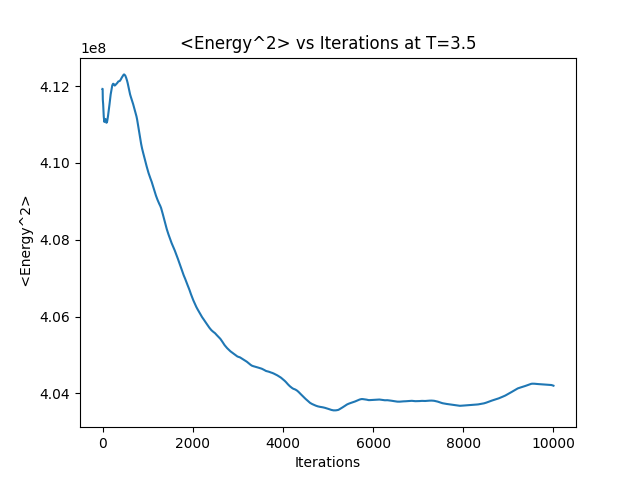 <Energy^2> vs Iterations at T=3.5
1e8
4.12
4.10
4.08
4.06
4.04
<Energy^2>
0 2000 4000 6000 8000 10000
Iterations